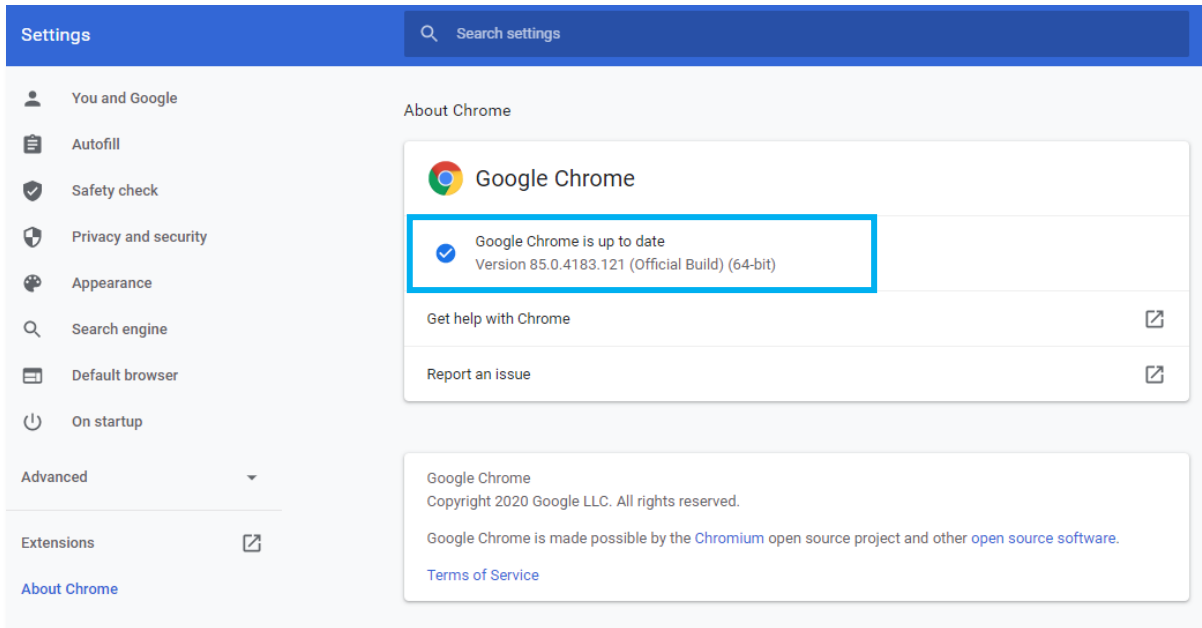 Settings
Search settings
You and Google
Autofill
Safety check
Privacy and security
Appearance
Search engine
Default browser
On startup
Advanced
Extensions
About Chrome
About Chrome
Google Chrome
Google Chrome is up to date
Version 85.0.4183.121 (Official Build) (64-bit)
Get help with Chrome
Report an issue
Google Chrome
Copyright 2020 Google LLC. All rights reserved.
Google Chrome is made possible by the Chromium open source project and other open source software.
Terms of Service